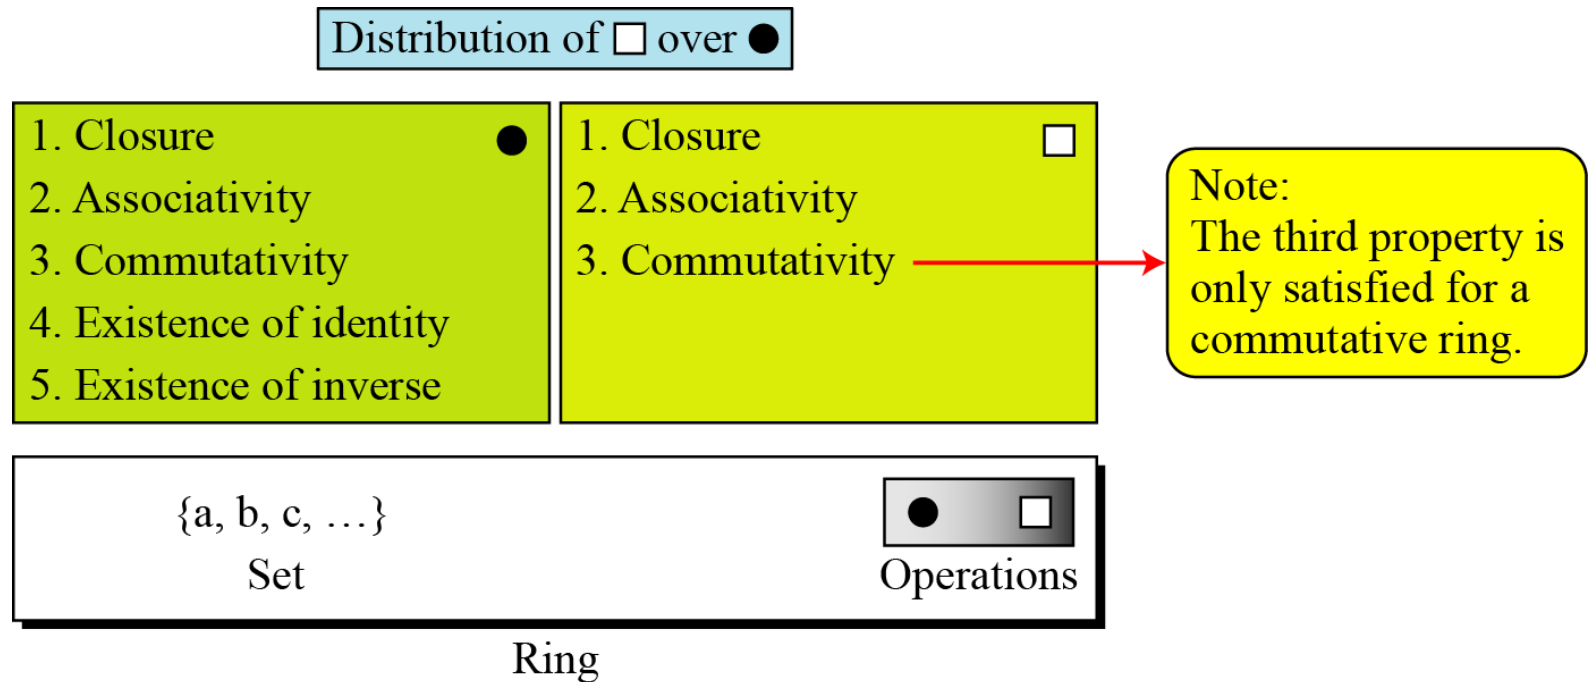 Distribution of □ over ●
1. Closure ●
2. Associativity
3. Commutativity
4. Existence of identity
5. Existence of inverse
1. Closure □
2. Associativity
3. Commutativity
Note:
The third property is
only satisfied for a
commutative ring.
{a, b, c, …}
Set
● □
Operations
Ring